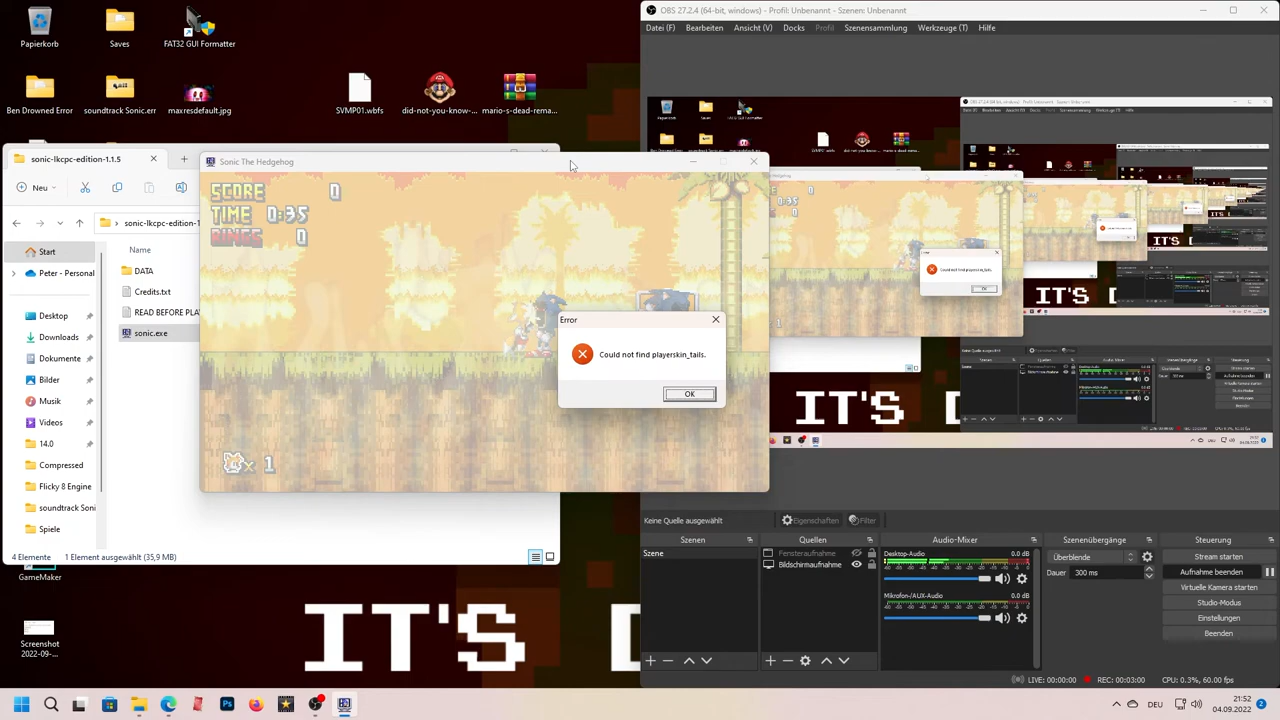 Papierkorb
Saves
FAT32 GUI Formatter
Ben Drowned Error
soundtrack Sonic.err
maxresdefault.jpg
SVMP01.wbfs
did-not-you-know-...
mario-s-dead-rema...
sonic-lkcpc-edition-1.1.5
New
sonic-lkcpc-edition-1
Start
Peter - Personal
Desktop
Downloads
Dokumente
Bilder
Musik
Videos
14.0
Compressed
Flicky 8 Engine
soundtrack Soni
Spiele
Name
DATA
Credits.txt
READ BEFORE PLA
sonic.exe
4 Elemente
1 Element ausgewählt (35,9 MB)
Sonic The Hedgehog
SCORE 0
TIME 0:35
RINGS 0
× 1
Error
Could not find playerskin_tails.
OK
GameMaker
Screenshot
2022-09-...
IT'S
OBS 27.2.4 (64-bit, windows) - Profil: Unbenannt - Szenen: Unbenannt
Datei (F)
Bearbeiten
Ansicht (V)
Docks
Profil
Szenensammlung
Werkzeuge (T)
Hilfe
IT'S
Keine Quelle ausgewählt
Eigenschaften
Filter
Szenen
Szene
Quellen
Fensteraufnahme
Bildschirmaufnahme
Audio-Mixer
Desktop-Audio
0.0 dB
Mikrofon-/AUX-Audio
0.0 dB
Szenenübergänge
Überblende
Dauer
300 ms
Steuerung
Stream starten
Aufnahme beenden
Virtuelle Kamera starten
Studio-Modus
Einstellungen
Beenden
LIVE: 00:00:00
REC: 00:03:00
CPU: 0.3%, 60.00 fps
DEU
21:52
04.09.2022
2